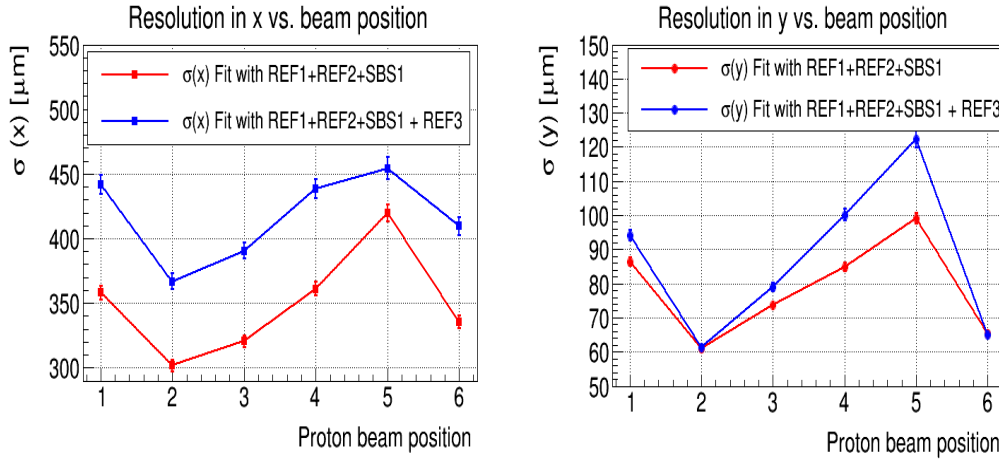 Resolution in x vs. beam position
σ (x) [μm]
550
500
450
400
350
300
σ(x) Fit with REF1+REF2+SBS1
σ(x) Fit with REF1+REF2+SBS1 + REF3
1 2 3 4 5 6
Proton beam position
Resolution in y vs. beam position
σ (y) [μm]
150
140
130
120
110
100
90
80
70
60
50
σ(y) Fit with REF1+REF2+SBS1
σ(y) Fit with REF1+REF2+SBS1 + REF3
1 2 3 4 5 6
Proton beam position